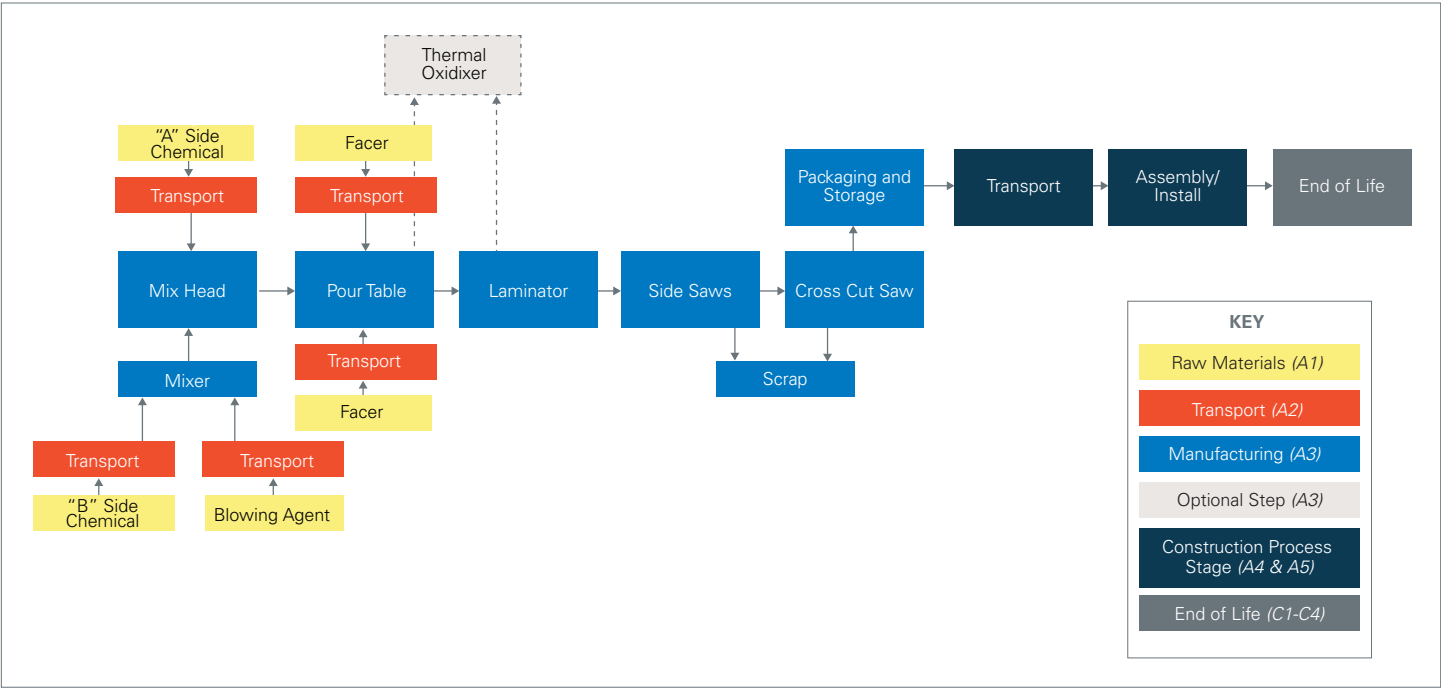 Thermal
Oxidixer
"A" Side
Chemical
Facer
Transport
Transport
Packaging and
Storage
Transport
Assembly/
Install
End of Life
Mix Head
Pour Table
Laminator
Side Saws
Cross Cut Saw
Transport
Mixer
Scrap
Facer
Transport
Transport
"B" Side
Chemical
Blowing Agent
KEY
Raw Materials (A1)
Transport (A2)
Manufacturing (A3)
Optional Step (A3)
Construction Process
Stage (A4 & A5)
End of Life (C1-C4)